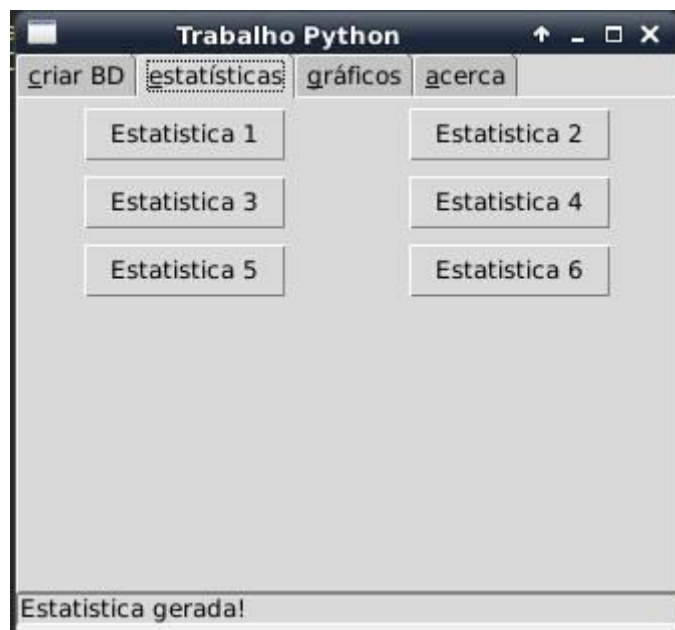 Trabalho Python
criar BD estatísticas gráficos acerca
Estatistica 1 Estatistica 2
Estatistica 3 Estatistica 4
Estatistica 5 Estatistica 6
Estatistica gerada!